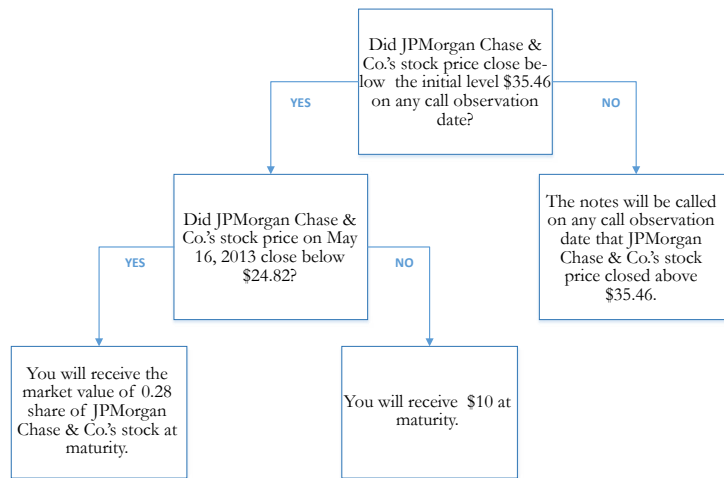 Did JPMorgan Chase &
Co.'s stock price close be-
low the initial level $35.46
on any call observation
date?
YES
NO
Did JPMorgan Chase &
Co.'s stock price on May
16, 2013 close below
$24.82?
The notes will be called
on any call observation
date that JPMorgan
Chase & Co.'s stock
price closed above
$35.46.
YES
NO
You will receive the
market value of 0.28
share of JPMorgan
Chase & Co.'s stock at
maturity.
You will receive $10 at
maturity.